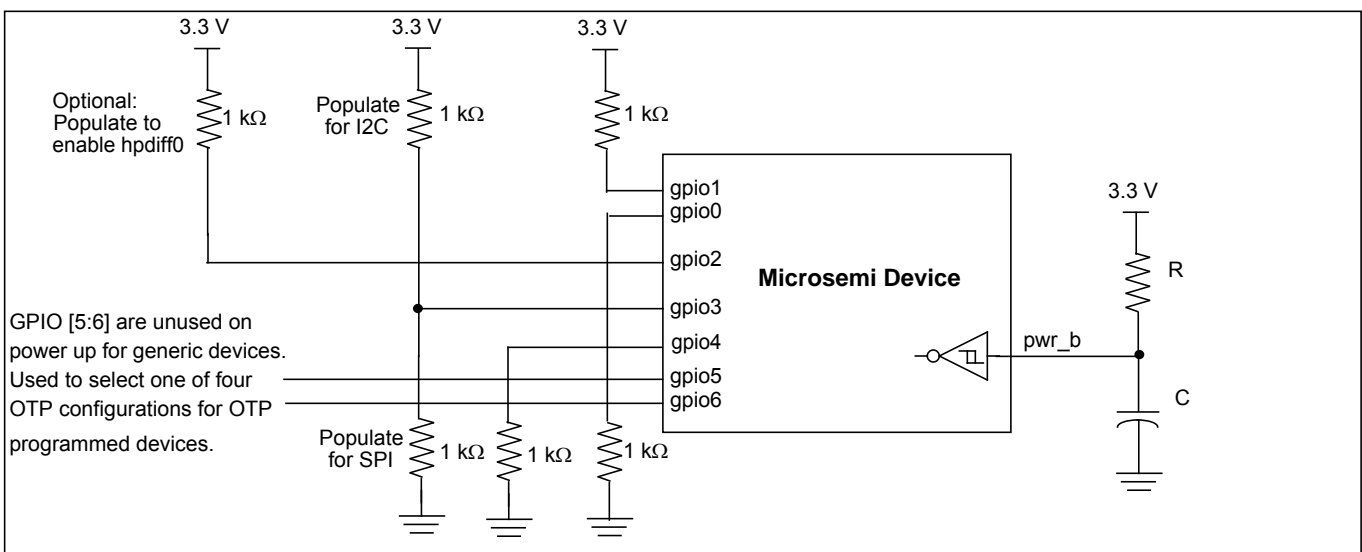 3.3 V
3.3 V
3.3 V
Optional:
Populate to
enable hpdiff0
1 kΩ
Populate
for I2C
1 kΩ
1 kΩ
gpio1
gpio0
gpio2
gpio3
gpio4
gpio5
gpio6
Microsemi Device
pwr_b
3.3 V
R
C
GPIO [5:6] are unused on
power up for generic devices.
Used to select one of four
OTP configurations for OTP
programmed devices.
Populate
for SPI
1 kΩ
1 kΩ
1 kΩ